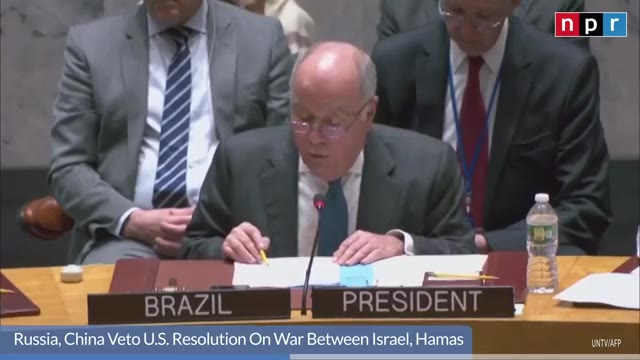 npr
BRAZIL
PRESIDENT
Russia, China Veto U.S. Resolution On War Between Israel, Hamas
UNTV/AFP